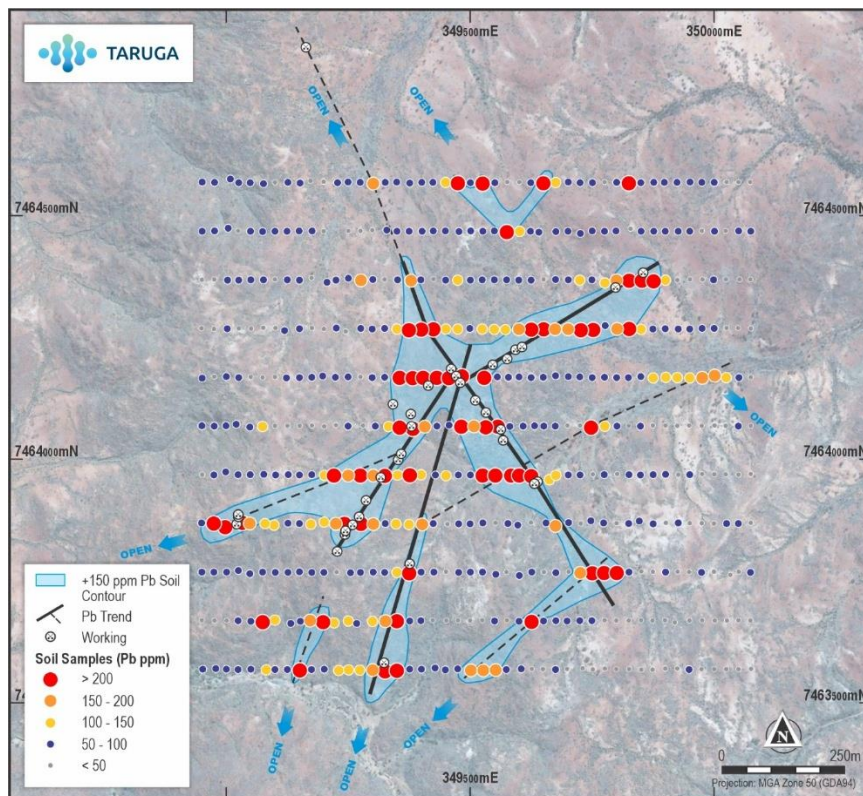 TARUGA
349500mE
350000mE
OPEN
OPEN
7464500mN
7464500mN
7464000mN
7464000mN
OPEN
OPEN
+150 ppm Pb Soil
Contour
Pb Trend
Working
Soil Samples (Pb ppm)
> 200
150 - 200
100 - 150
50 - 100
< 50
7463500mN
OPEN
OPEN
OPEN
349500mE
N
0
250m
Projection: MGA Zone 50 (GDA94)